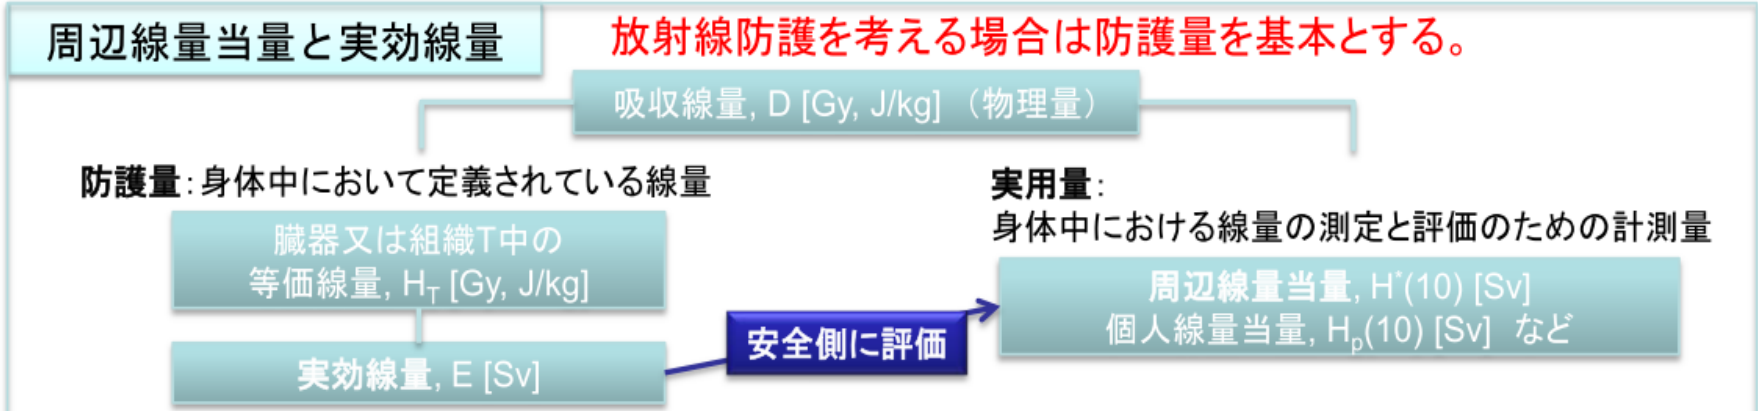 周辺線量当量と実効線量
放射線防護を考える場合は防護量を基本とする。
吸収線量, D [Gy, J/kg] （物理量）
防護量：身体中において定義されている線量
臓器又は組織T中の
等価線量, HT [Gy, J/kg]
実効線量, E [Sv]
安全側に評価
実用量：
身体中における線量の測定と評価のための計測量
周辺線量当量, H*(10) [Sv]
個人線量当量, Hp(10) [Sv] など